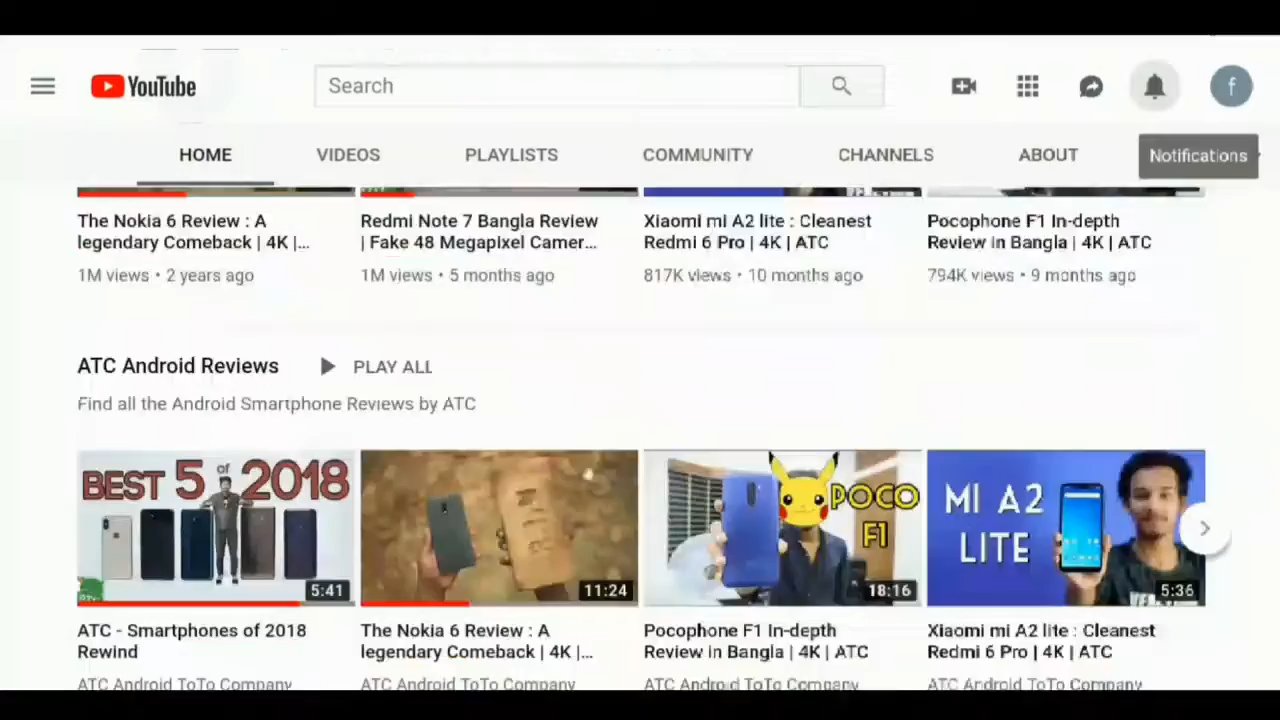 YouTube
Search
f
HOME
VIDEOS
PLAYLISTS
COMMUNITY
CHANNELS
ABOUT
Notifications
The Nokia 6 Review : A
legendary Comeback | 4K |...
1M views • 2 years ago
Redmi Note 7 Bangla Review
| Fake 48 Megapixel Camer...
1M views • 5 months ago
Xiaomi mi A2 lite : Cleanest
Redmi 6 Pro | 4K | ATC
817K views • 10 months ago
Pocophone F1 In-depth
Review in Bangla | 4K | ATC
794K views • 9 months ago
ATC Android Reviews
PLAY ALL
Find all the Android Smartphone Reviews by ATC
BEST 5 of 2018
5:41
11:24
POCO
F1
18:16
MI A2
LITE
5:36
ATC - Smartphones of 2018
Rewind
ATC Android ToTo Company
The Nokia 6 Review : A
legendary Comeback | 4K |...
ATC Android ToTo Company
Pocophone F1 In-depth
Review in Bangla | 4K | ATC
ATC Android ToTo Company
Xiaomi mi A2 lite : Cleanest
Redmi 6 Pro | 4K | ATC
ATC Android ToTo Company